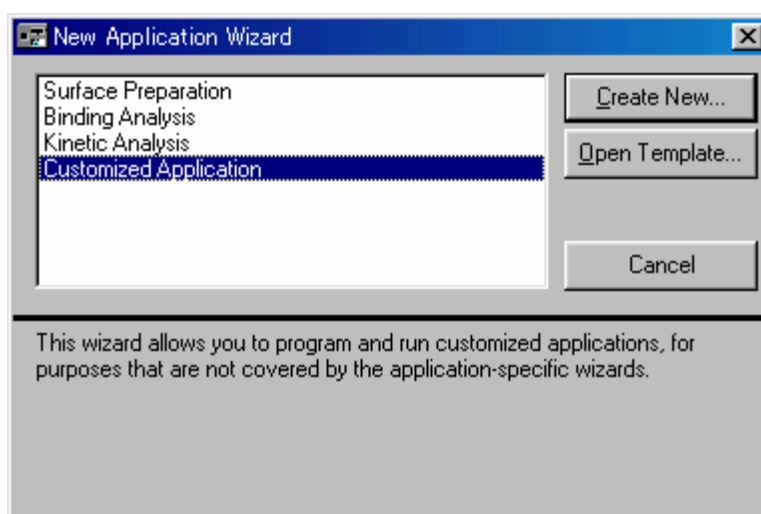 New Application Wizard
Surface Preparation
Binding Analysis
Kinetic Analysis
Customized Application
Create New...
Open Template...
Cancel
This wizard allows you to program and run customized applications, for
purposes that are not covered by the application-specific wizards.